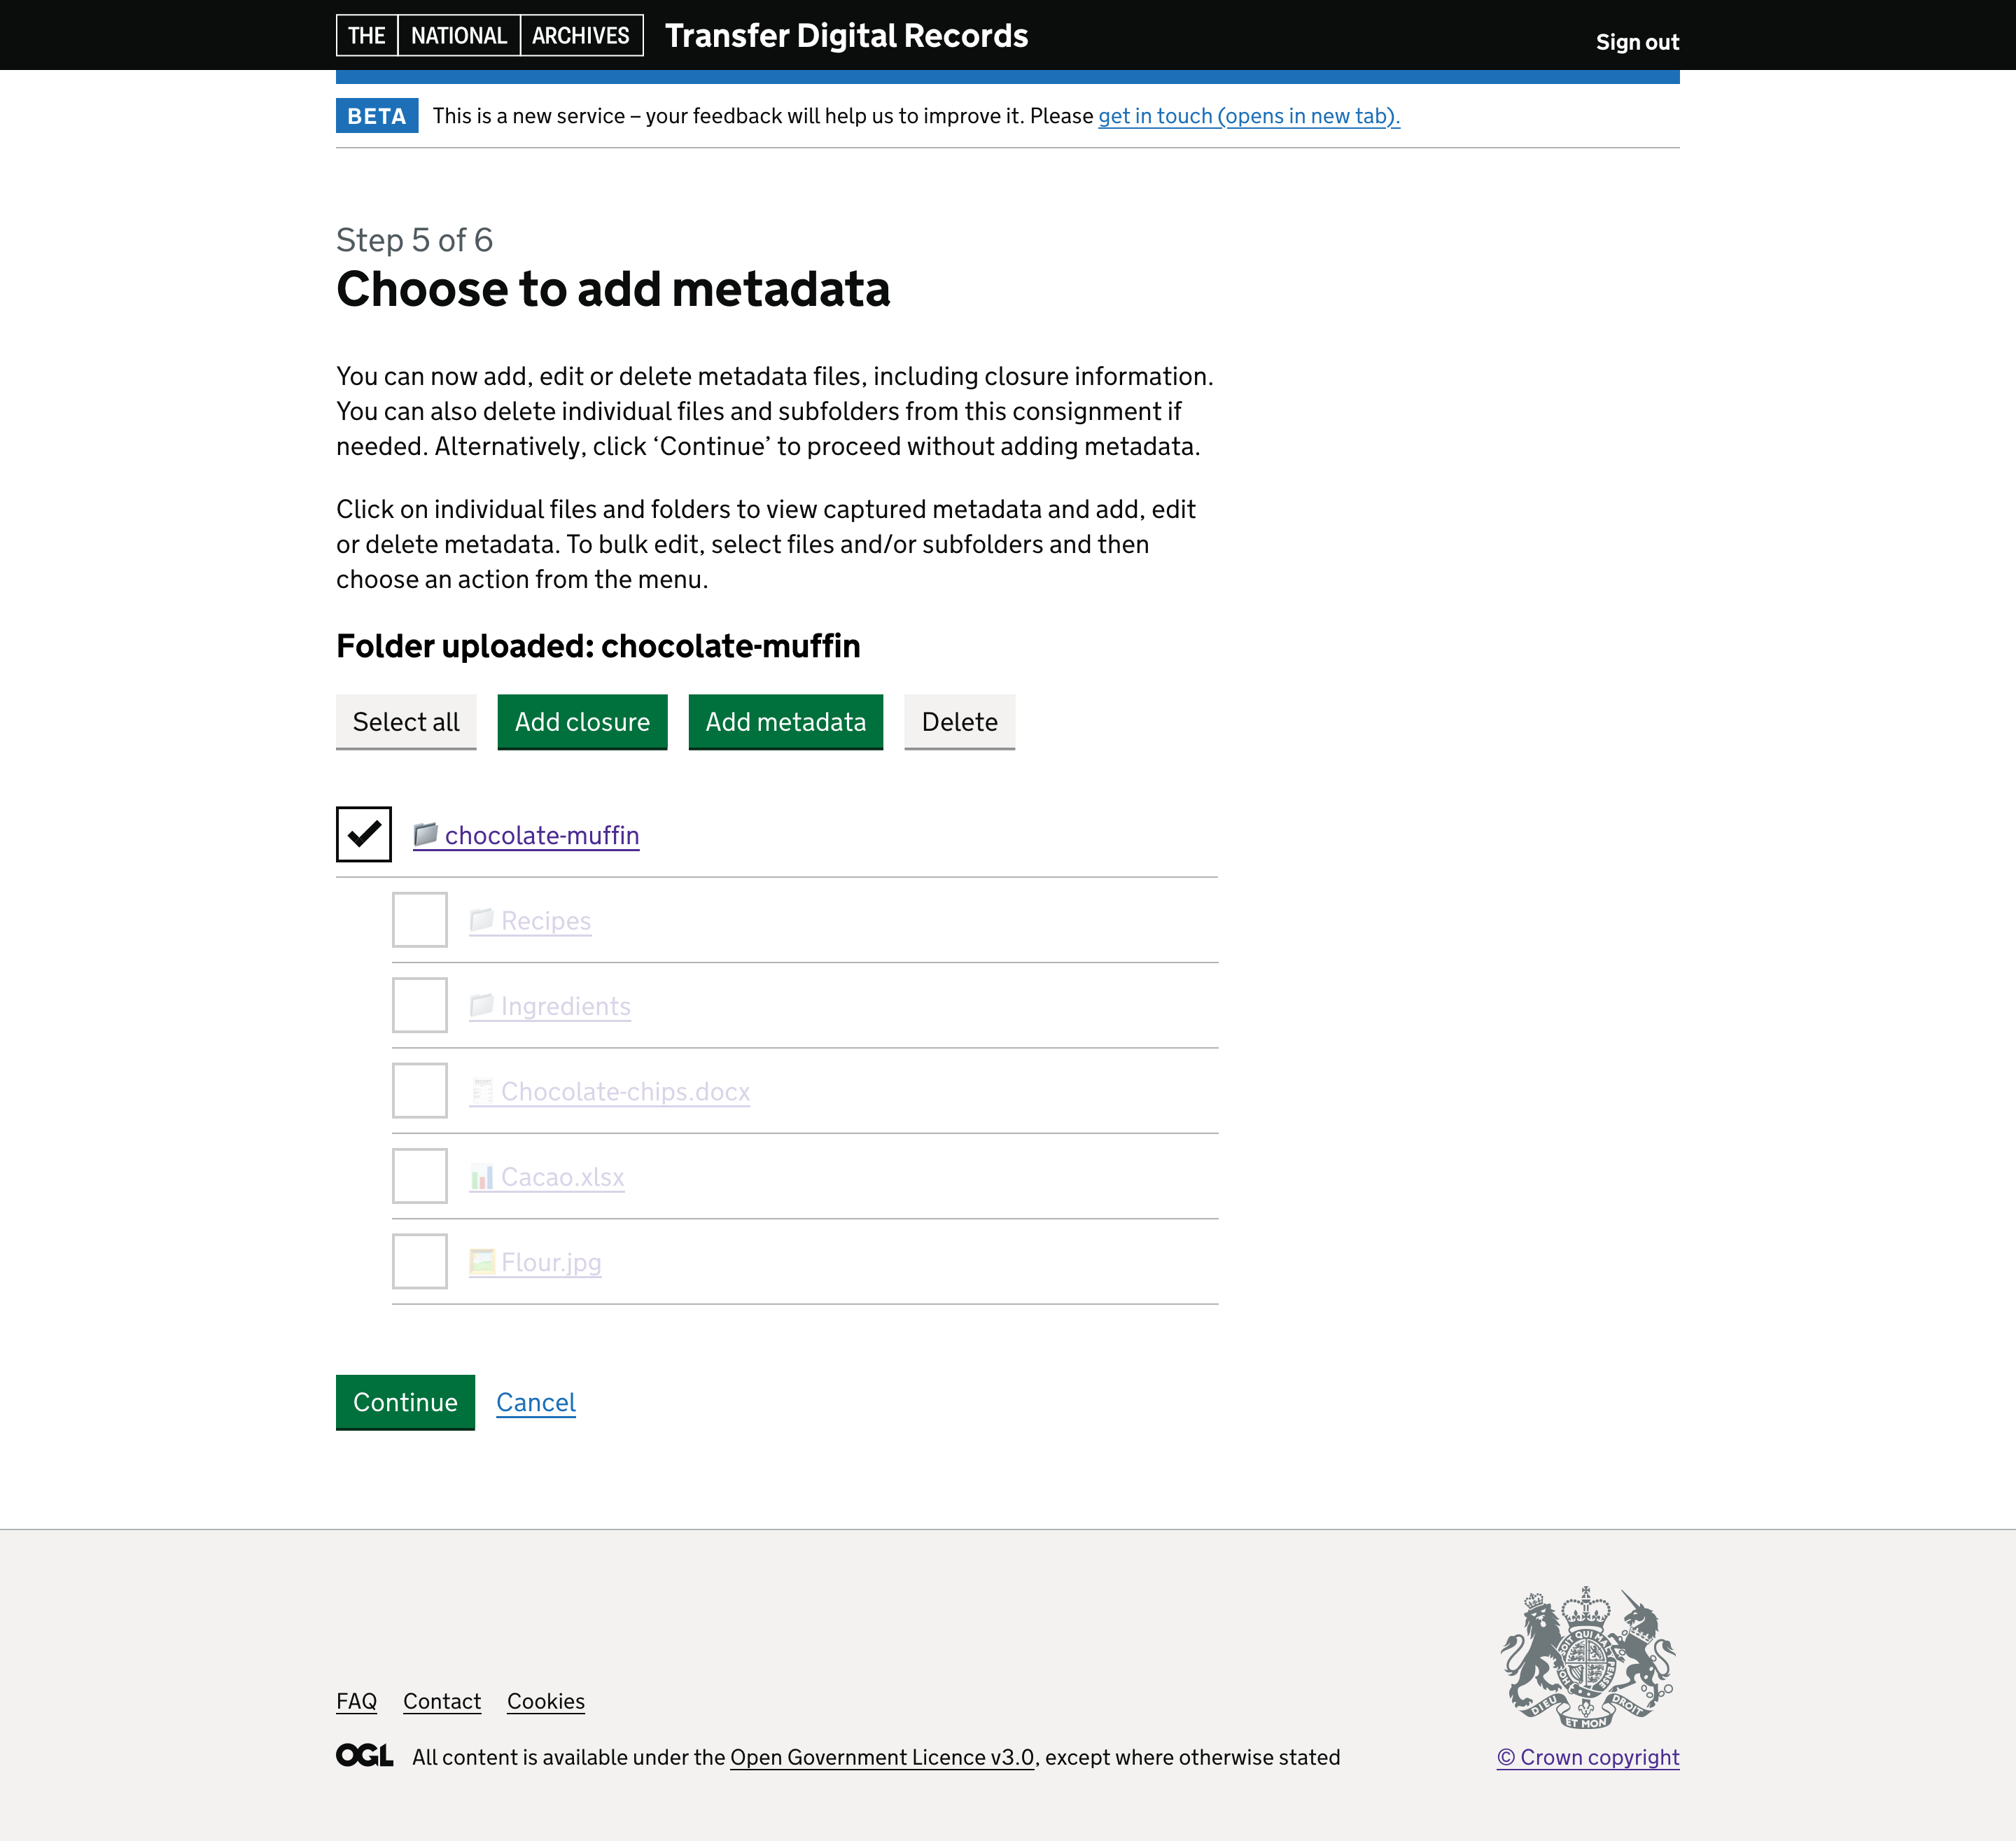 THE NATIONAL ARCHIVES Transfer Digital Records
Sign out
BETA This is a new service – your feedback will help us to improve it. Please get in touch (opens in new tab).
Step 5 of 6
Choose to add metadata
You can now add, edit or delete metadata files, including closure information.
You can also delete individual files and subfolders from this consignment if
needed. Alternatively, click ‘Continue’ to proceed without adding metadata.
Click on individual files and folders to view captured metadata and add, edit
or delete metadata. To bulk edit, select files and/or subfolders and then
choose an action from the menu.
Folder uploaded: chocolate-muffin
Select all Add closure Add metadata Delete
chocolate-muffin
Recipes
Ingredients
Chocolate-chips.docx
Cacao.xlsx
Flour.jpg
Continue Cancel
FAQ Contact Cookies
OGL All content is available under the Open Government Licence v3.0, except where otherwise stated
DIEU ET MON DROIT
© Crown copyright